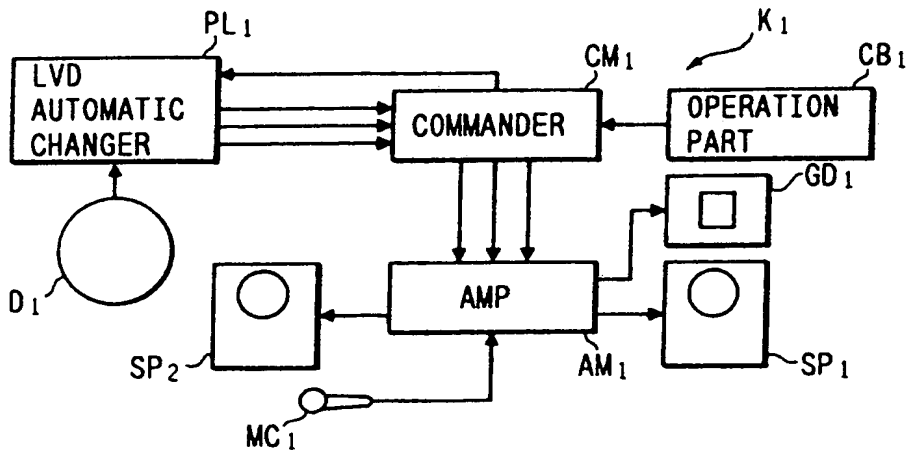 PL₁
K₁
CM₁
CB₁
LVD
AUTOMATIC
CHANGER
COMMANDER
OPERATION
PART
GD₁
D₁
AMP
SP₂
AM₁
SP₁
MC₁